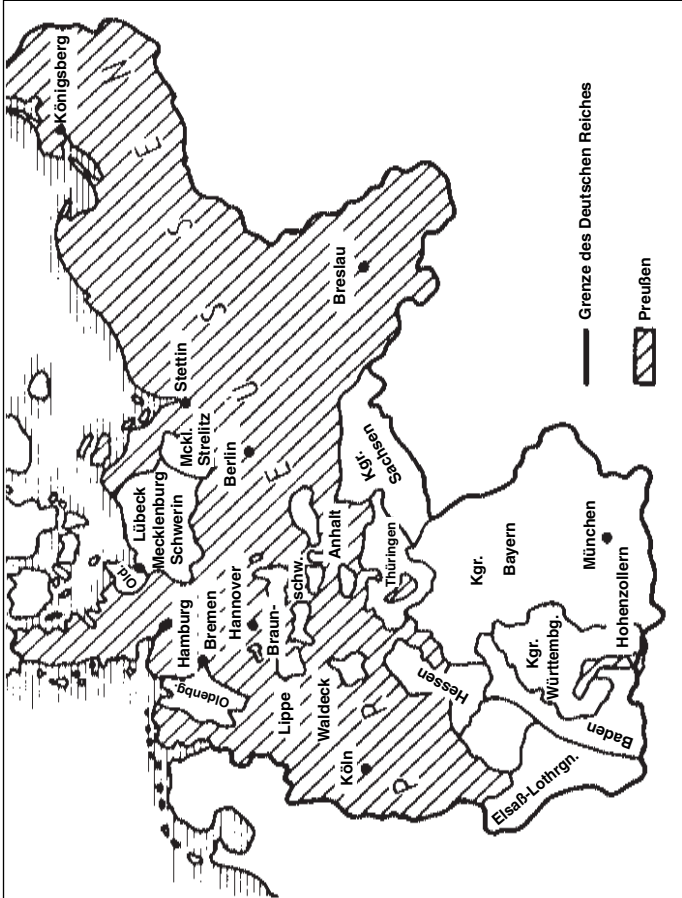 Königsberg
Old.
Lübeck
Mecklenburg
Schwerin
Stettin
Hamburg
Mckl.
Strelitz
Oldenbg.
Bremen
Berlin
Hannover
Braun-
schw.
Lippe
Waldeck
Anhalt
Köln
Breslau
PREUSSEN
Kgr.
Sachsen
Thüringen
Hessen
Kgr.
Bayern
Kgr.
Württembg.
Elsaß-Lothrgn.
Baden
München
Hohenzollern
Grenze des Deutschen Reiches
Preußen